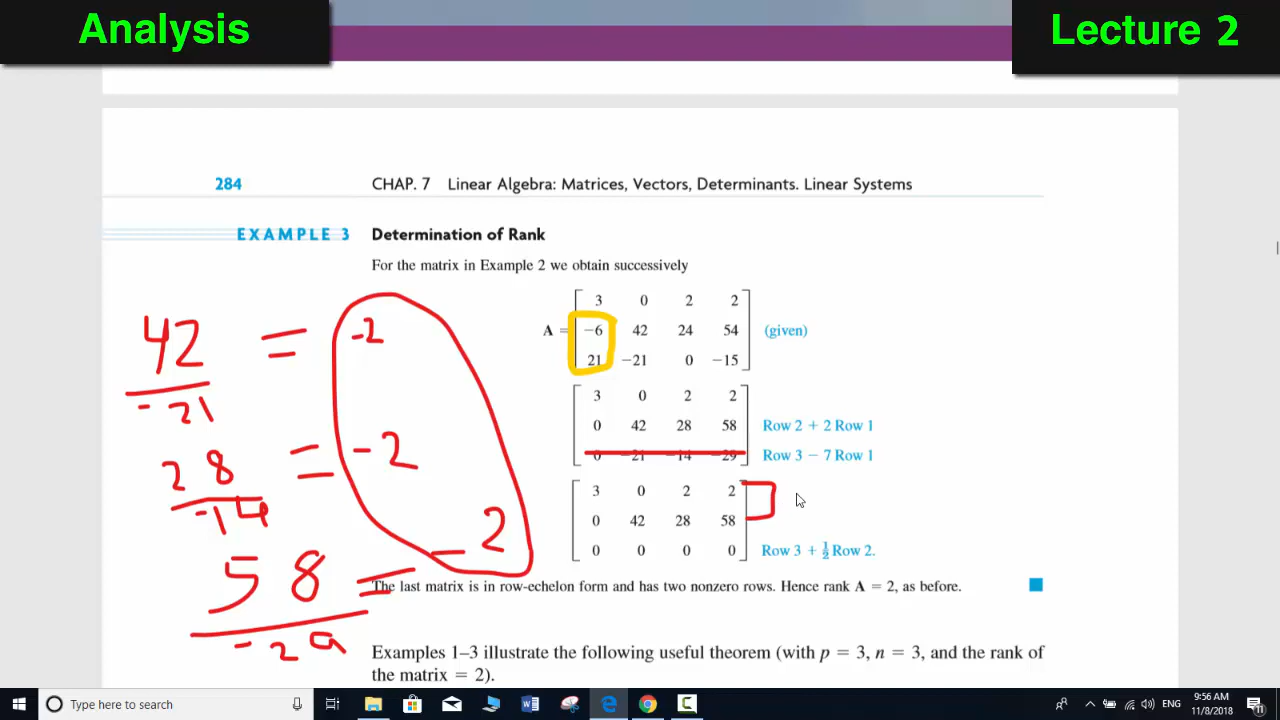 Analysis
Lecture 2
284 CHAP. 7 Linear Algebra: Matrices, Vectors, Determinants. Linear Systems
EXAMPLE 3 Determination of Rank
For the matrix in Example 2 we obtain successively
3 0 2 2
A = −6 42 24 54 (given)
21 −21 0 −15
3 0 2 2
0 42 28 58 Row 2 + 2 Row 1
0 −21 −14 −29 Row 3 − 7 Row 1
3 0 2 2
0 42 28 58
0 0 0 0 Row 3 + 1/2 Row 2.
The last matrix is in row-echelon form and has two nonzero rows. Hence rank A = 2, as before.
Examples 1–3 illustrate the following useful theorem (with p = 3, n = 3, and the rank of
the matrix = 2).
42 = -2
-21
28 = -2
-14
58 = -2
-29
Type here to search
ENG
9:56 AM
11/8/2018
11